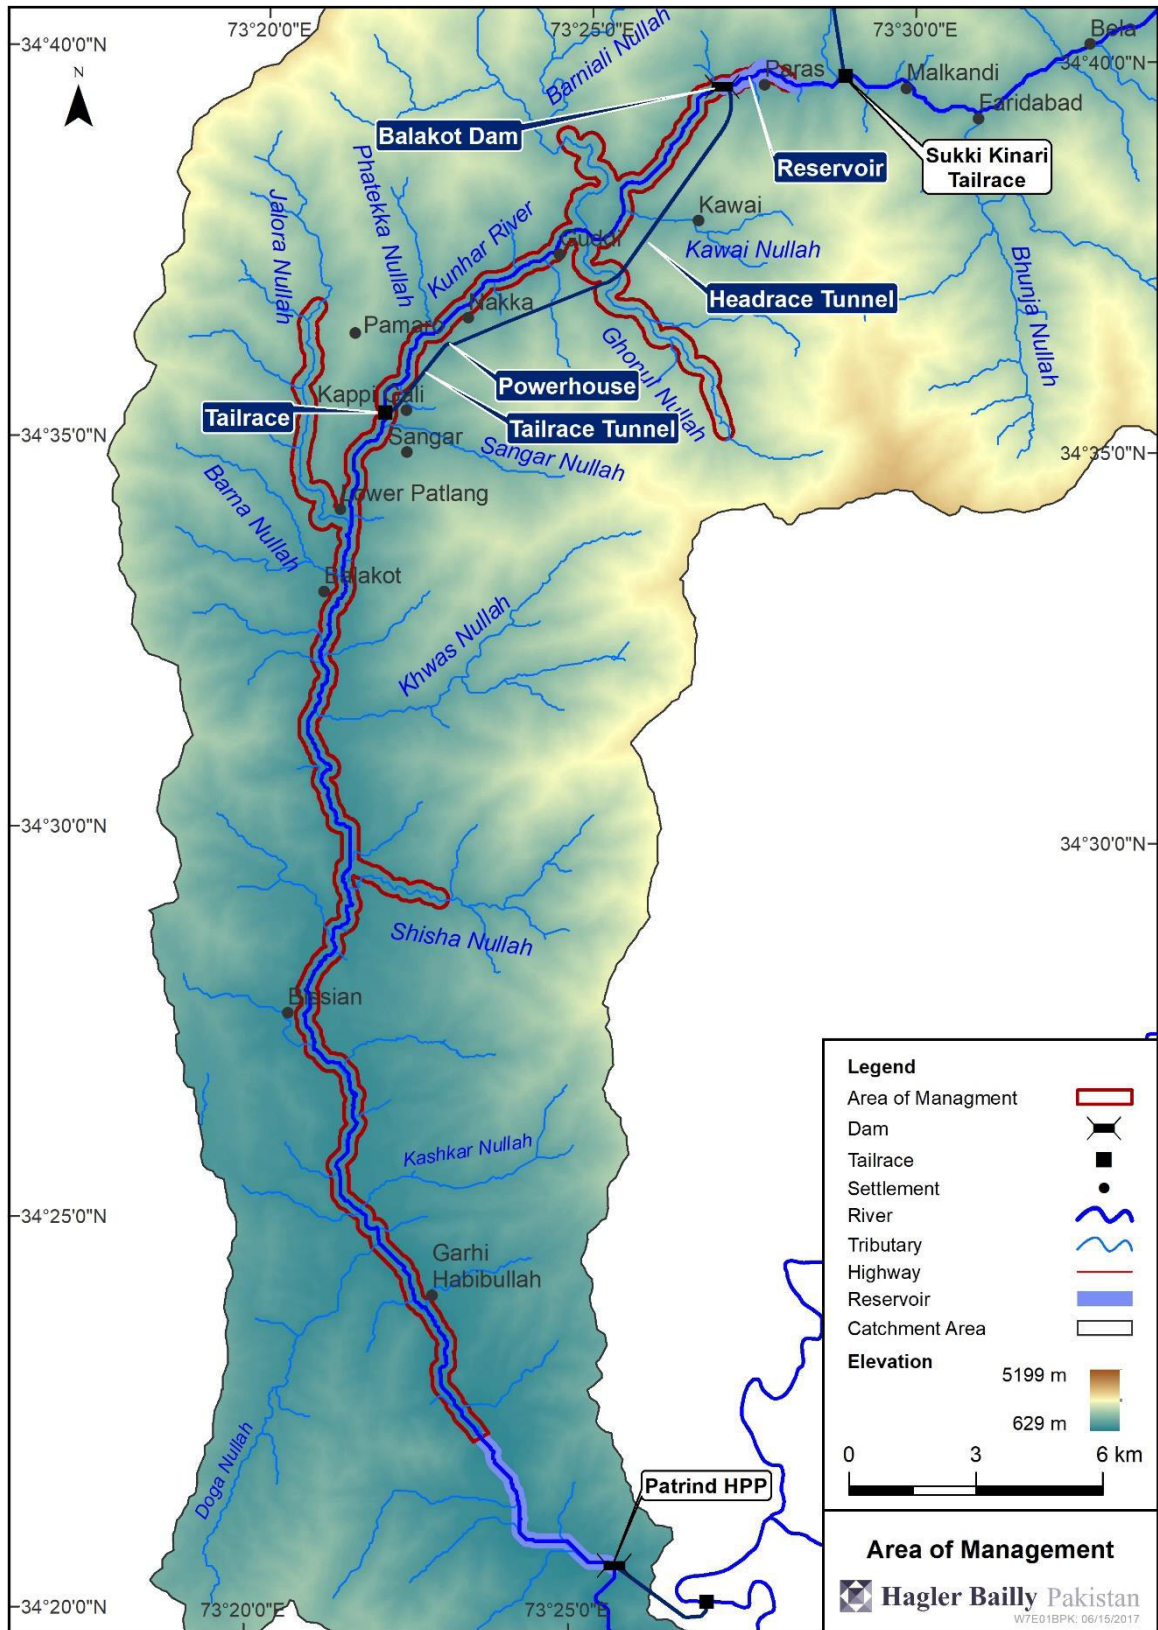 73°20'0"E
73°25'0"E
73°30'0"E
Bela
34°40'0"N
34°40'0"N
N
Barniali Nullah
Paras
Malkandi
Faridabad
Balakot Dam
Reservoir
Sukki Kinari
Tailrace
Phatekka Nullah
Jalora Nullah
Kunhar River
Kawai
Guddi
Kawai Nullah
Bhunja Nullah
Headrace Tunnel
Nakka
Pamaro
Ghonul Nullah
Powerhouse
Kappi Gali
Tailrace
Tailrace Tunnel
Sangar
34°35'0"N
34°35'0"N
Sangar Nullah
Barna Nullah
Lower Patlang
Balakot
Khwas Nullah
34°30'0"N
34°30'0"N
Shisha Nullah
Bissian
Kashkar Nullah
34°25'0"N
Garhi
Habibullah
Doga Nullah
Patrind HPP
34°20'0"N
73°20'0"E
73°25'0"E
Legend
Area of Managment
Dam
Tailrace
Settlement
River
Tributary
Highway
Reservoir
Catchment Area
Elevation
5199 m
629 m
0 3 6 km
Area of Management
Hagler Bailly Pakistan
W7E01BPK: 06/15/2017